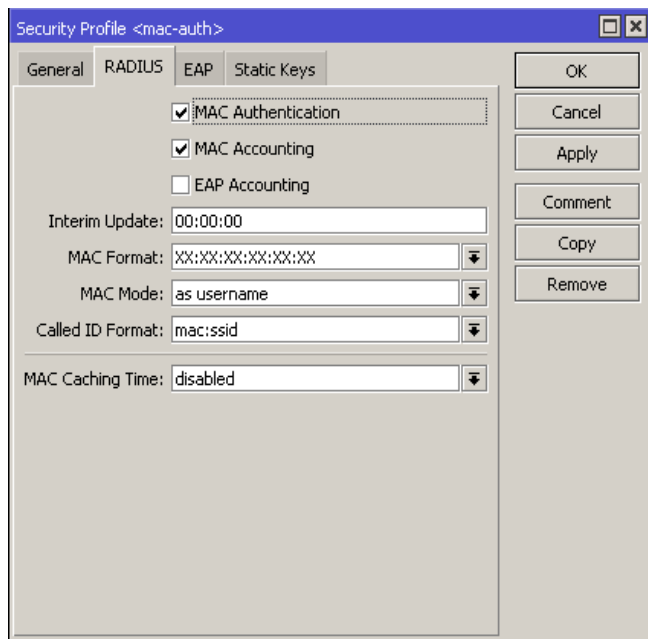 Security Profile <mac-auth>
General RADIUS EAP Static Keys
OK
MAC Authentication
Cancel
MAC Accounting
Apply
EAP Accounting
Comment
Interim Update: 00:00:00
Copy
MAC Format: XX:XX:XX:XX:XX:XX
Remove
MAC Mode: as username
Called ID Format: mac:ssid
MAC Caching Time: disabled